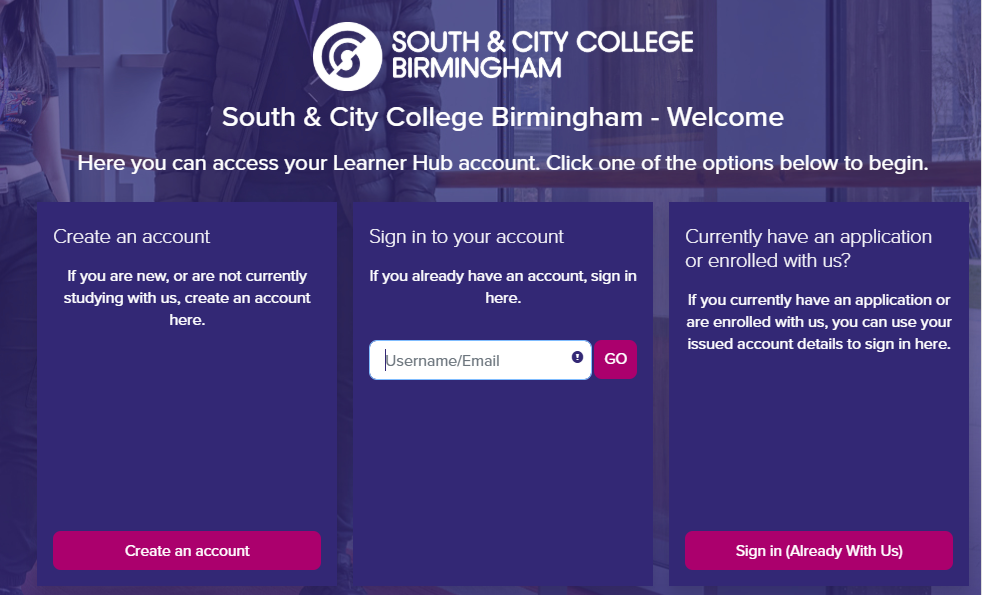 SOUTH & CITY COLLEGE
BIRMINGHAM
South & City College Birmingham - Welcome
Here you can access your Learner Hub account. Click one of the options below to begin.
Create an account
If you are new, or are not currently
studying with us, create an account
here.
Create an account
Sign in to your account
If you already have an account, sign in
here.
Username/Email
GO
Currently have an application
or enrolled with us?
If you currently have an application or
are enrolled with us, you can use your
issued account details to sign in here.
Sign in (Already With Us)